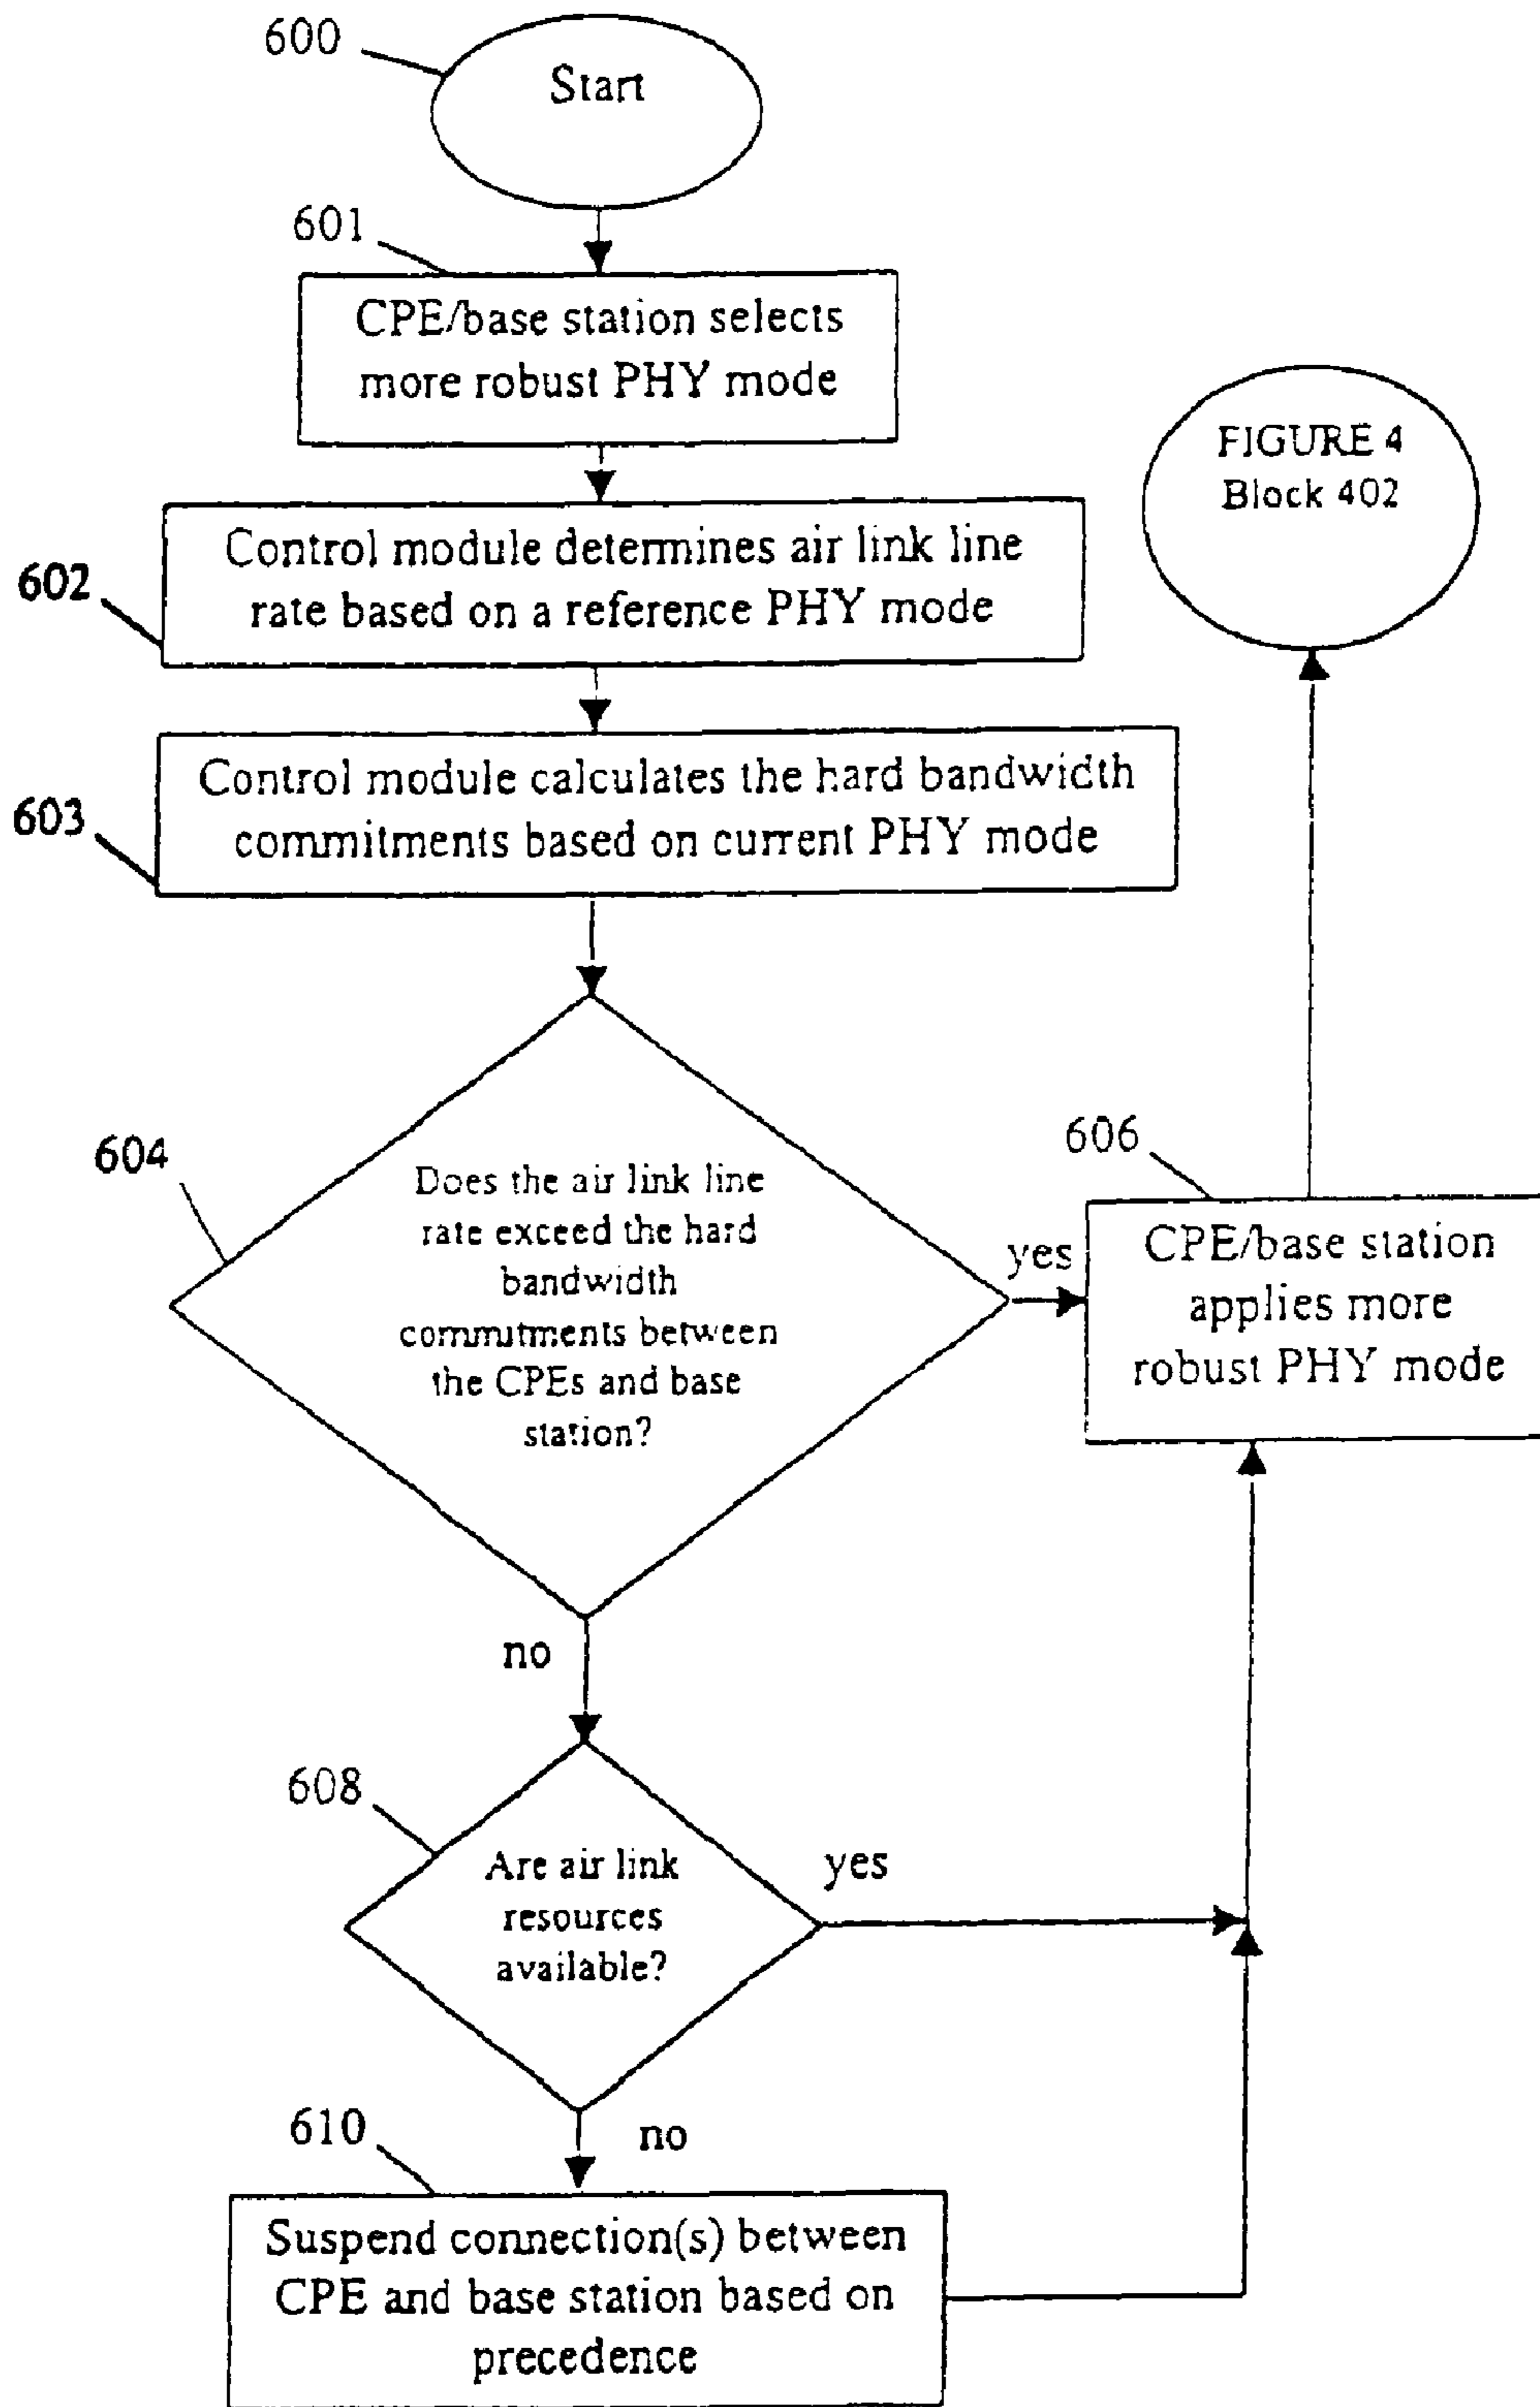 600
Start
601
CPE/base station selects
more robust PHY mode
FIGURE 4
Block 402
602
Control module determines air link line
rate based on a reference PHY mode
603
Control module calculates the hard bandwidth
commitments based on current PHY mode
604
Does the air link line
rate exceed the hard
bandwidth
commitments between
the CPEs and base
station?
yes
606
CPE/base station
applies more
robust PHY mode
no
608
Are air link
resources
available?
yes
no
610
Suspend connection(s) between
CPE and base station based on
precedence